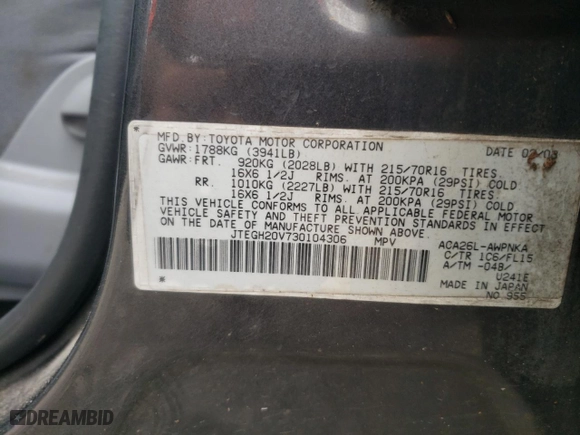 MFD.BY:TOYOTA MOTOR CORPORATION DATE 02/03
GVWR:1788KG (3941LB)
GAWR:FRT. 920KG (2028LB) WITH 215/70R16 TIRES
16X6 1/2J RIMS. AT 200KPA (29PSI) COLD
RR. 1010KG (2227LB) WITH 215/70R16 TIRES
16X6 1/2J RIMS. AT 200KPA (29PSI) COLD
THIS VEHICLE CONFORMS TO ALL APPLICABLE FEDERAL MOTOR
VEHICLE SAFETY AND THEFT PREVENTION STANDARDS IN EFFECT
ON THE DATE OF MANUFACTURE SHOWN ABOVE.
JTEGH20V730104306 MPV
ACA26L-AWPNKA
C/TR 1C6/FL15
A/TM -04B/
U241E
MADE IN JAPAN
NO 955
DREAMBID